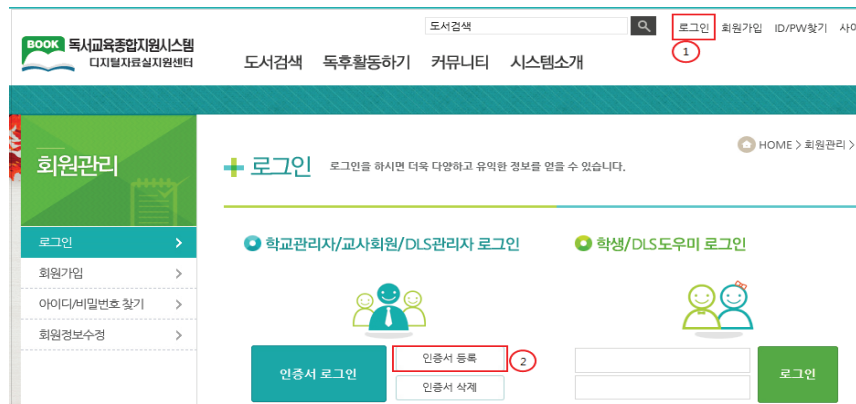 도서검색
로그인 회원가입 ID/PW찾기 사이
1
BOOK 독서교육종합지원시스템
디지털자료실지원센터
도서검색 독후활동하기 커뮤니티 시스템소개
HOME > 회원관리 >
회원관리
로그인 로그인을 하시면 더욱 다양하고 유익한 정보를 얻을 수 있습니다.
로그인 >
회원가입 >
아이디/비밀번호 찾기 >
회원정보수정 >
학교관리자/교사회원/DLS관리자 로그인
학생/DLS도우미 로그인
인증서 로그인
인증서 등록
2
인증서 삭제
로그인